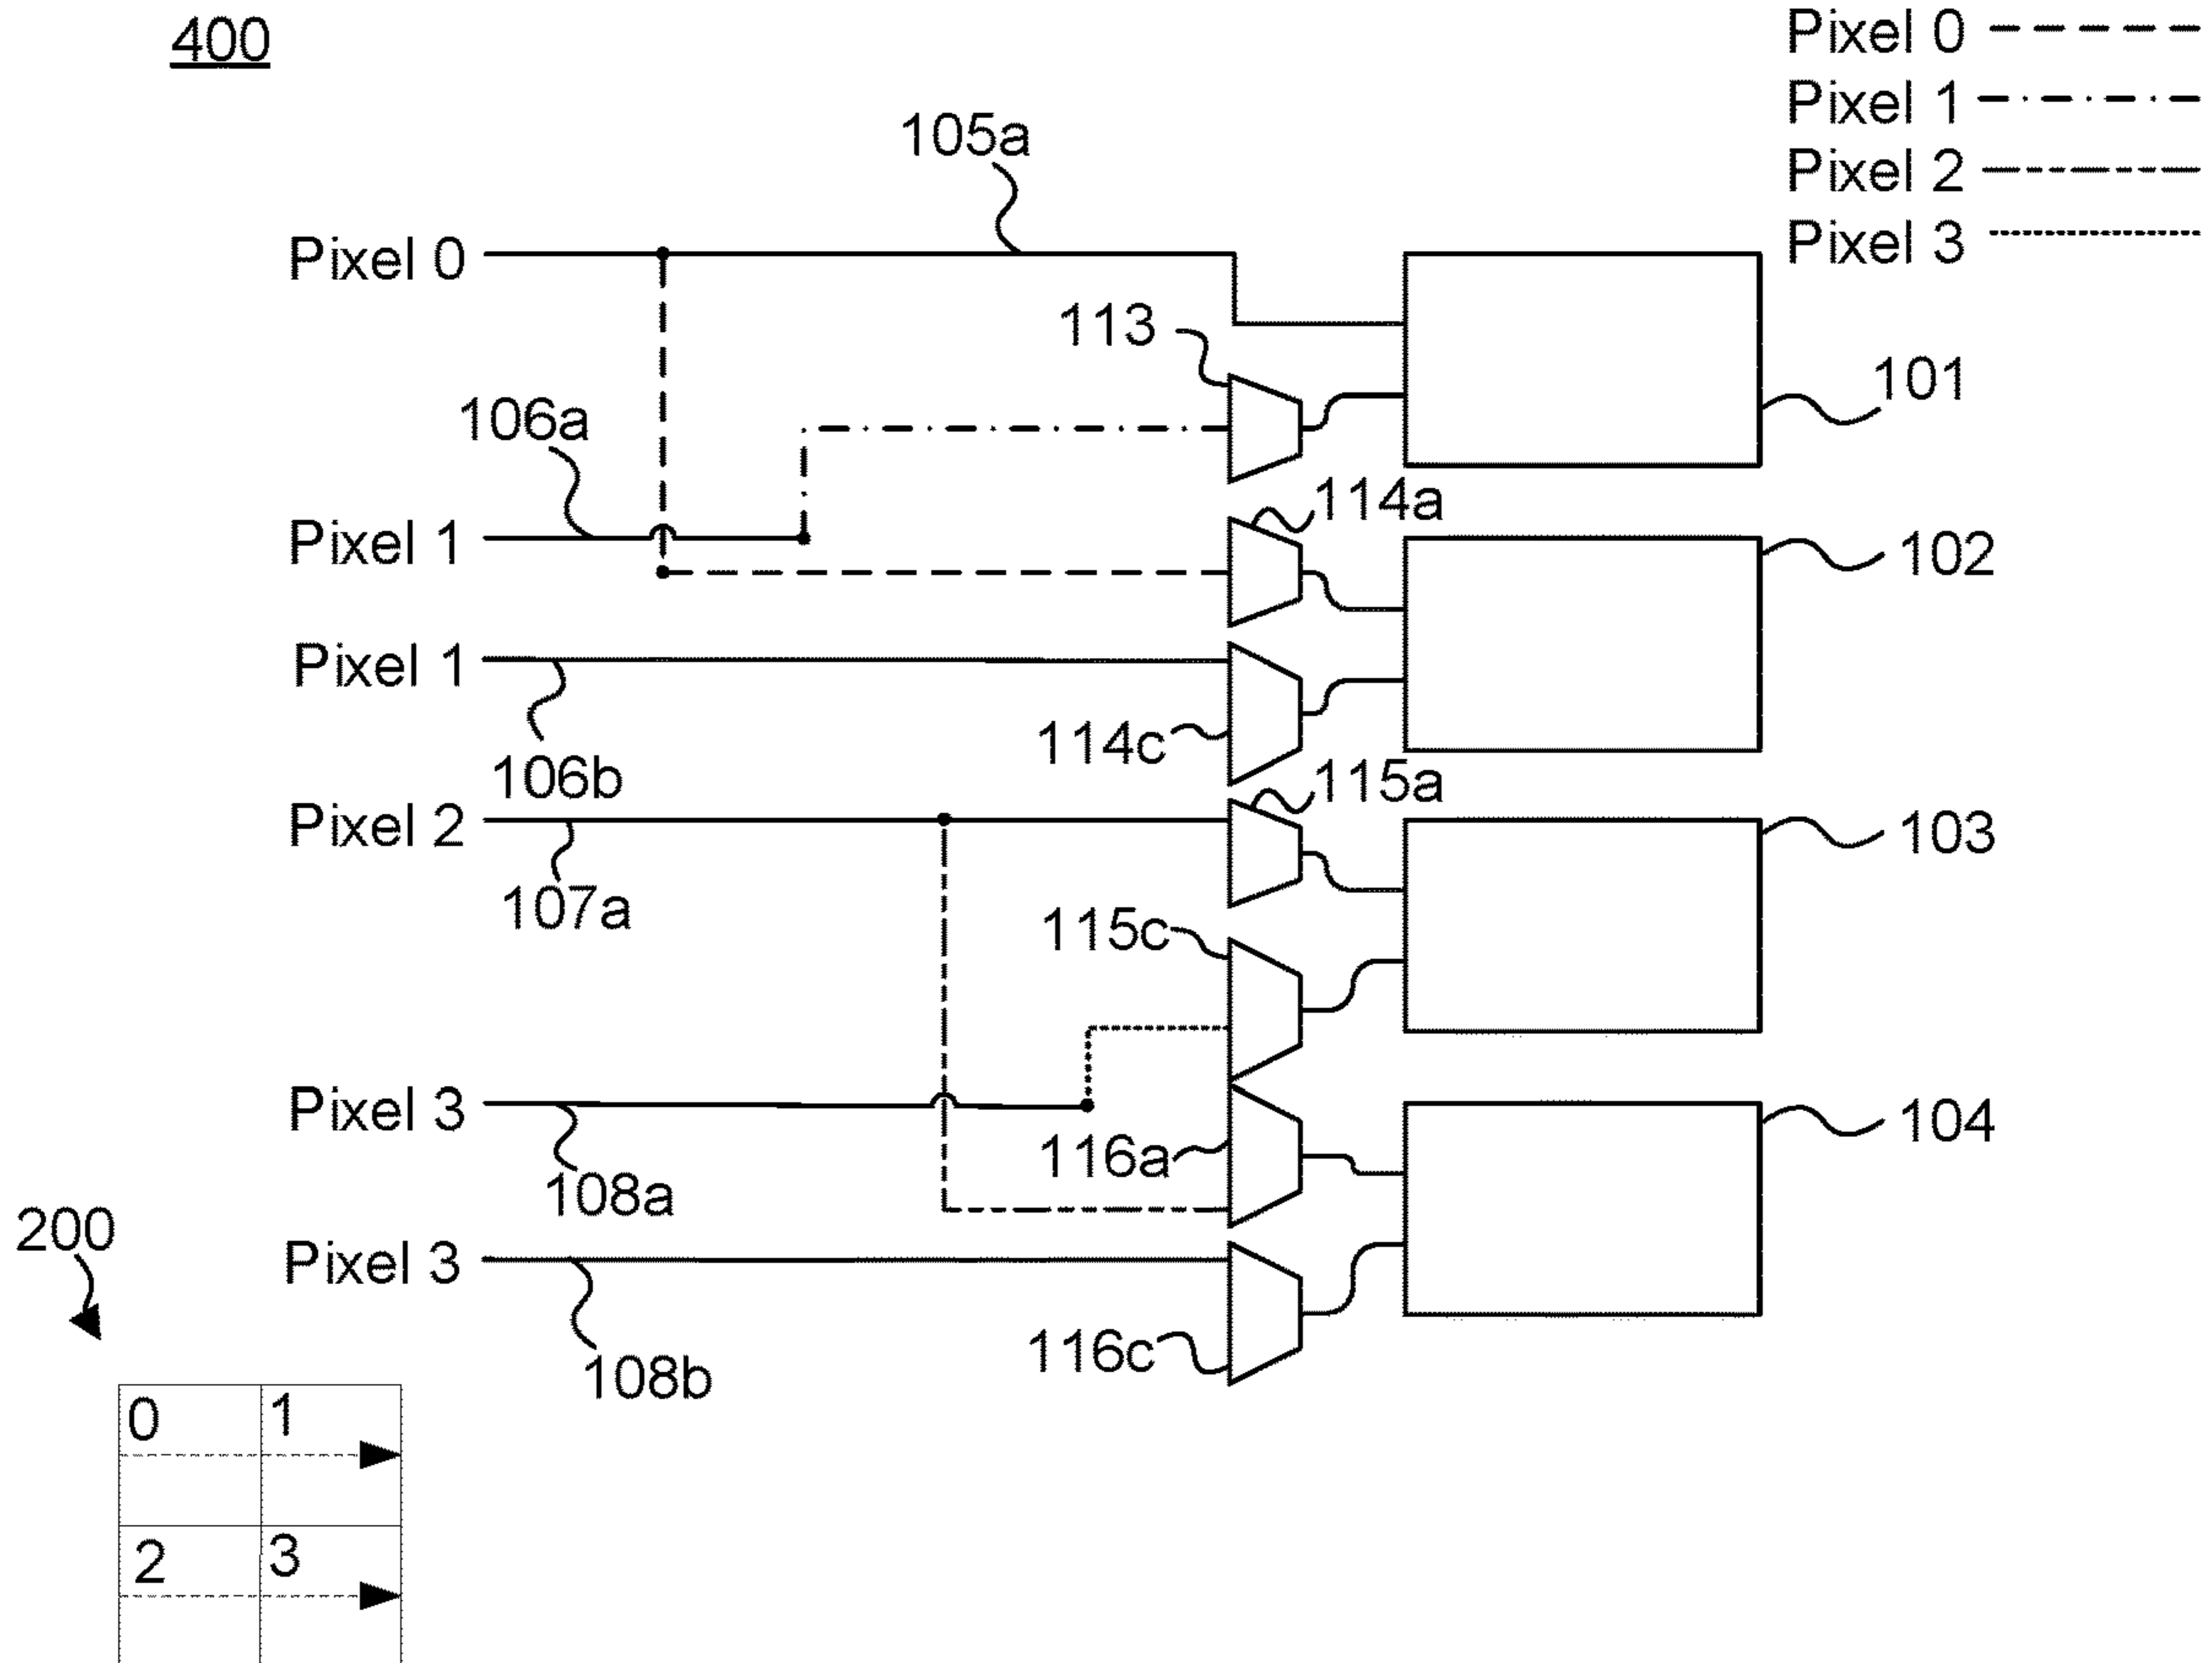 400
Pixel 0
Pixel 1
Pixel 2
Pixel 3
105a
Pixel 0
113
101
106a
114a
Pixel 1
102
Pixel 1
114c
106b
115a
Pixel 2
103
107a
115c
Pixel 3
104
116a
108a
200
Pixel 3
116c
108b
0 1
2 3